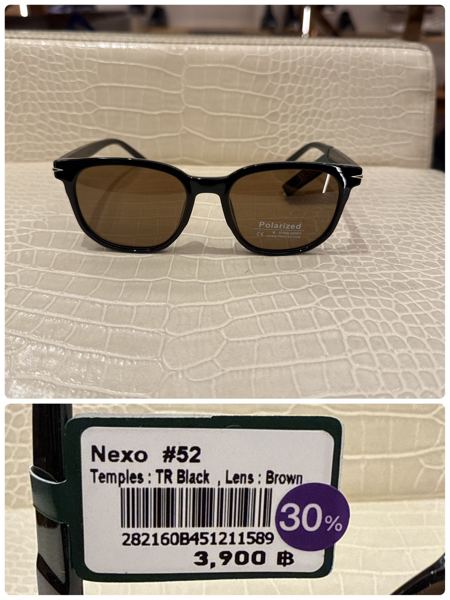 Polarized
Nexo #52
Temples : TR Black , Lens : Brown
282160B451211589
30%
3,900 ฿